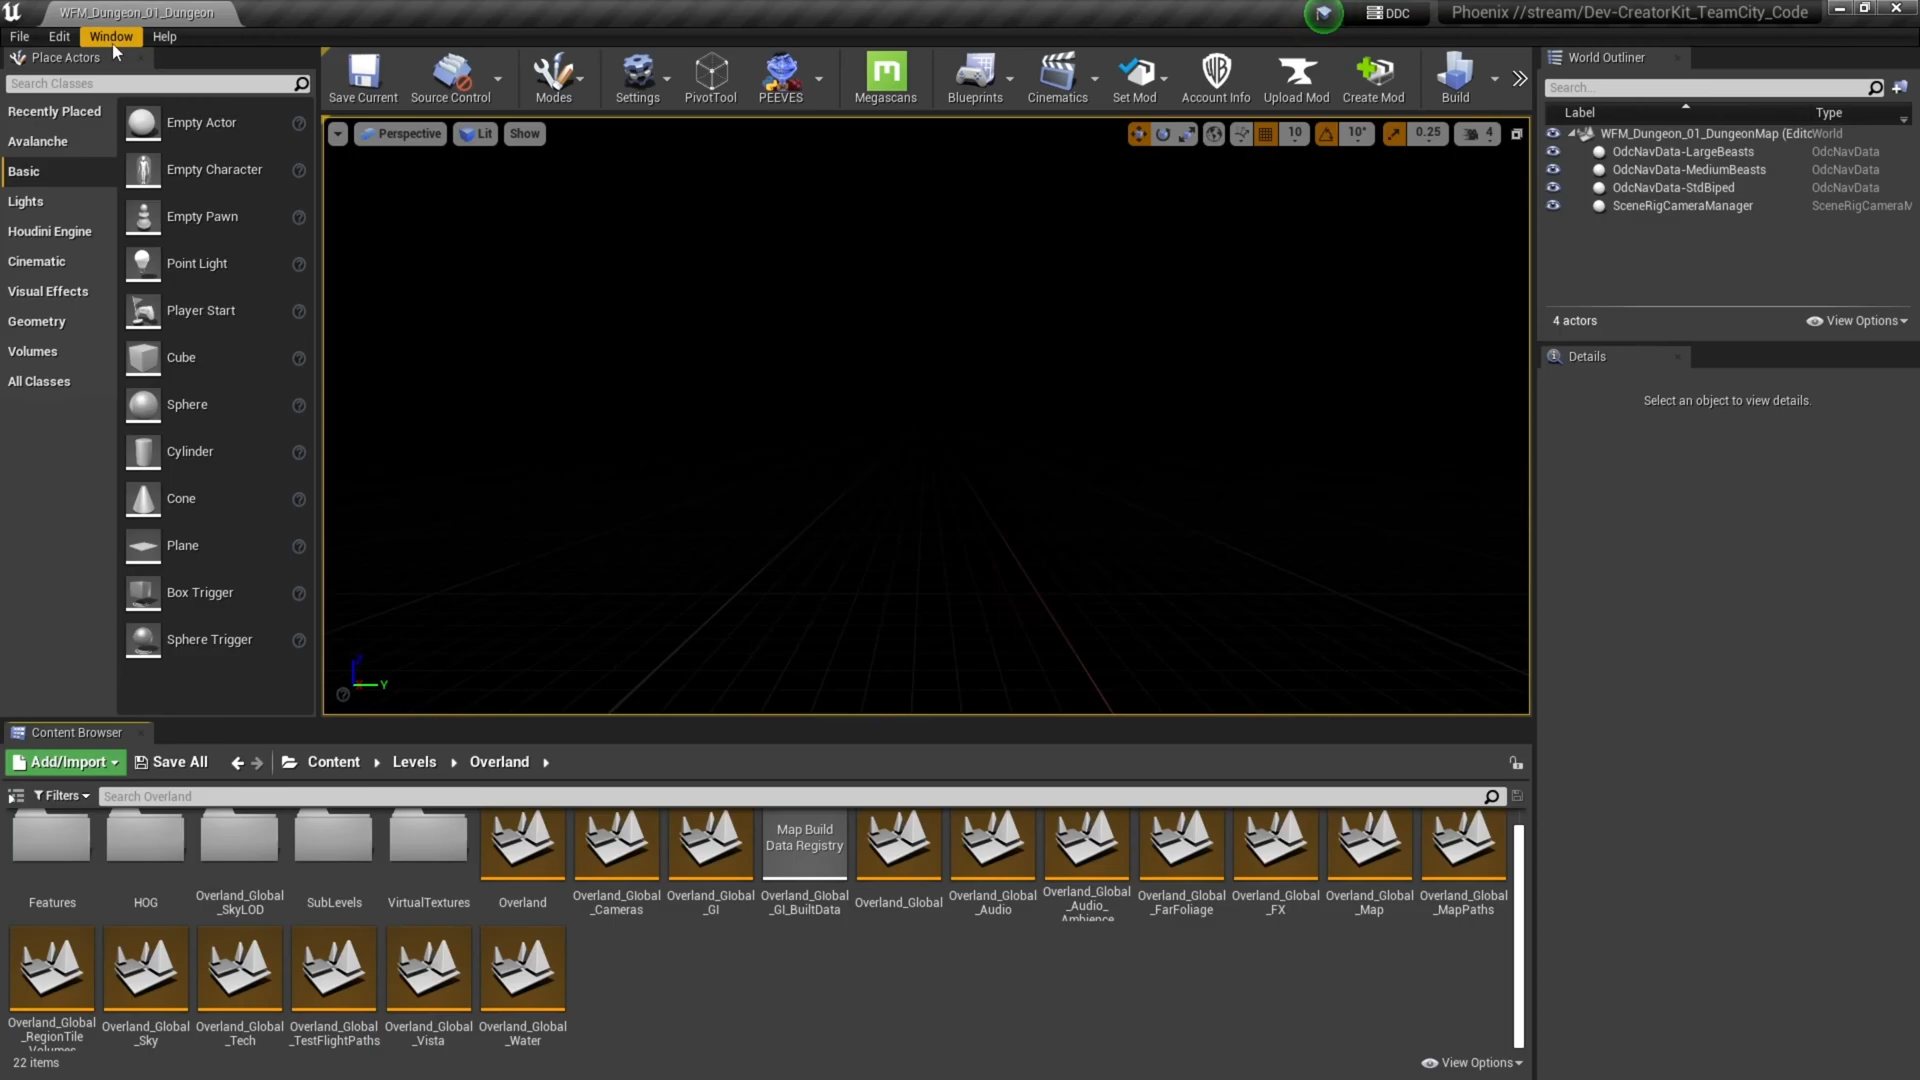 WFM_Dungeon_01_Dungeon
DDC
Phoenix //stream/Dev-CreatorKit_TeamCity_Code
File Edit Window Help
Place Actors
Search Classes
Recently Placed
Avalanche
Basic
Lights
Houdini Engine
Cinematic
Visual Effects
Geometry
Volumes
All Classes
Empty Actor
Empty Character
Empty Pawn
Point Light
Player Start
Cube
Sphere
Cylinder
Cone
Plane
Box Trigger
Sphere Trigger
Save Current Source Control Modes Settings PivotTool PEEVES Megascans Blueprints Cinematics Set Mod Account Info Upload Mod Create Mod Build
Perspective Lit Show
10 10° 0.25 4
Y
World Outliner
Search...
Label Type
WFM_Dungeon_01_DungeonMap (Editc World
OdcNavData-LargeBeasts OdcNavData
OdcNavData-MediumBeasts OdcNavData
OdcNavData-StdBiped OdcNavData
SceneRigCameraManager SceneRigCameraM
4 actors View Options
Details
Select an object to view details.
Content Browser
Add/Import Save All Content Levels Overland
Filters Search Overland
Features
HOG
Overland_Global
_SkyLOD
SubLevels
VirtualTextures
Overland
Overland_Global
_Cameras
Overland_Global
_GI
Map Build
Data Registry
Overland_Global
_GI_BuiltData
Overland_Global
Overland_Global
_Audio
Overland_Global
_Audio_
Ambience
Overland_Global
_FarFoliage
Overland_Global
_FX
Overland_Global
_Map
Overland_Global
_MapPaths
Overland_Global
_RegionTile
Volumes
Overland_Global
_Sky
Overland_Global
_Tech
Overland_Global
_TestFlightPaths
Overland_Global
_Vista
Overland_Global
_Water
22 items View Options